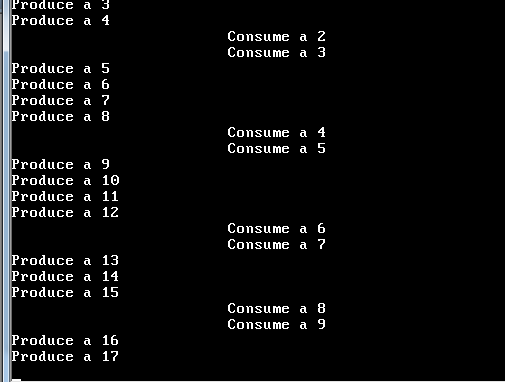 Produce a 3
Produce a 4
Consume a 2
Consume a 3
Produce a 5
Produce a 6
Produce a 7
Produce a 8
Consume a 4
Consume a 5
Produce a 9
Produce a 10
Produce a 11
Produce a 12
Consume a 6
Consume a 7
Produce a 13
Produce a 14
Produce a 15
Consume a 8
Consume a 9
Produce a 16
Produce a 17